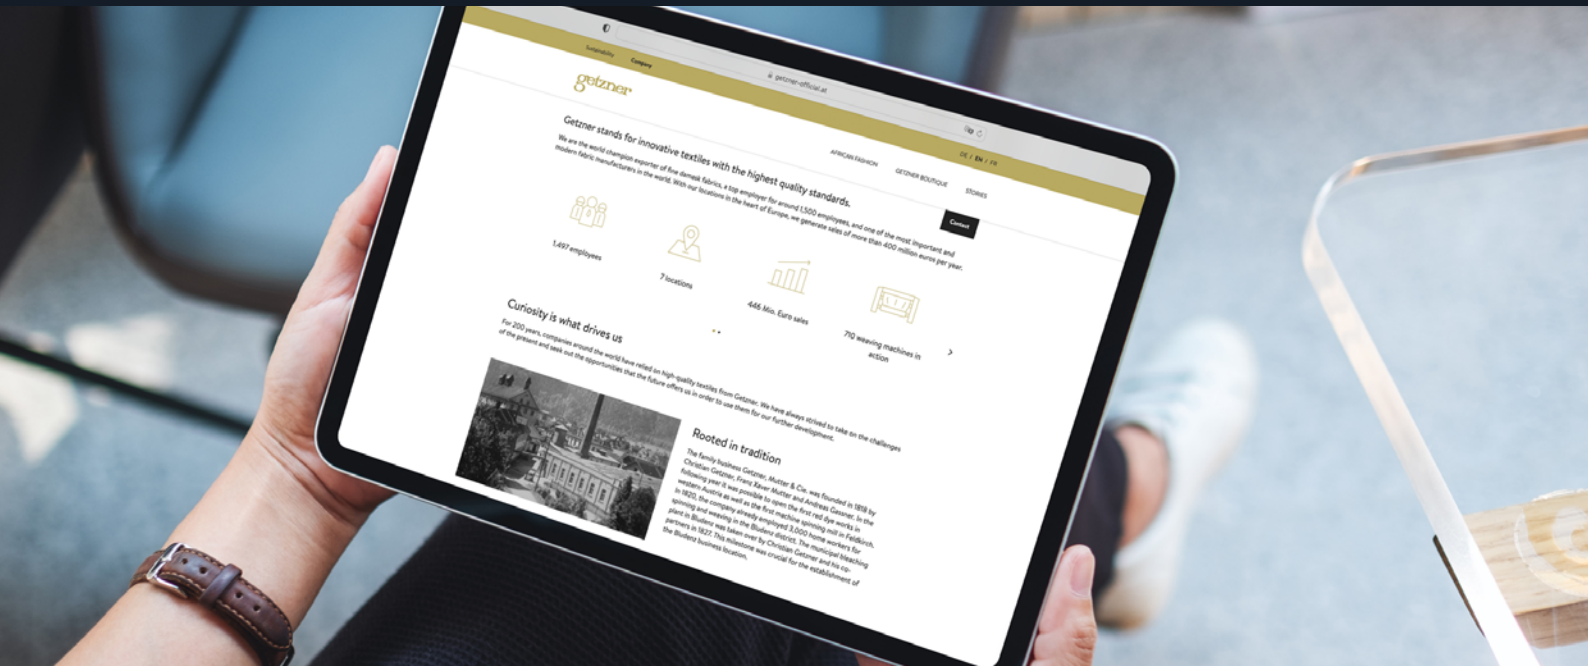 getzner-official.at
Sustainability Company
DE / EN / FR
getzner
AFRICAN FASHION GETZNER BOUTIQUE STORIES
Contact
Getzner stands for innovative textiles with the highest quality standards.
We are the world champion exporter of fine damask fabrics, a top employer for around 1,500 employees, and one of the most important and
modern fabric manufacturers in the world. With our locations in the heart of Europe, we generate sales of more than 400 million euros per year.
1.497 employees
7 locations
446 Mio. Euro sales
710 weaving machines in
action
Curiosity is what drives us
For 200 years, companies around the world have relied on high-quality textiles from Getzner. We have always strived to take on the challenges
of the present and seek out the opportunities that the future offers us in order to use them for our further development.
Rooted in tradition
The family business Getzner, Mutter & Cie. was founded in 1818 by
Christian Getzner, Franz Xaver Mutter and Andreas Gassner. In the
following year it was possible to open the first red dye works in
western Austria as well as the first machine spinning mill in Feldkirch.
In 1820, the company already employed 3,000 home workers for
spinning and weaving in the Bludenz district. The municipal bleaching
plant in Bludenz was taken over by Christian Getzner and his co-
partners in 1827. This milestone was crucial for the establishment of
the Bludenz business location.